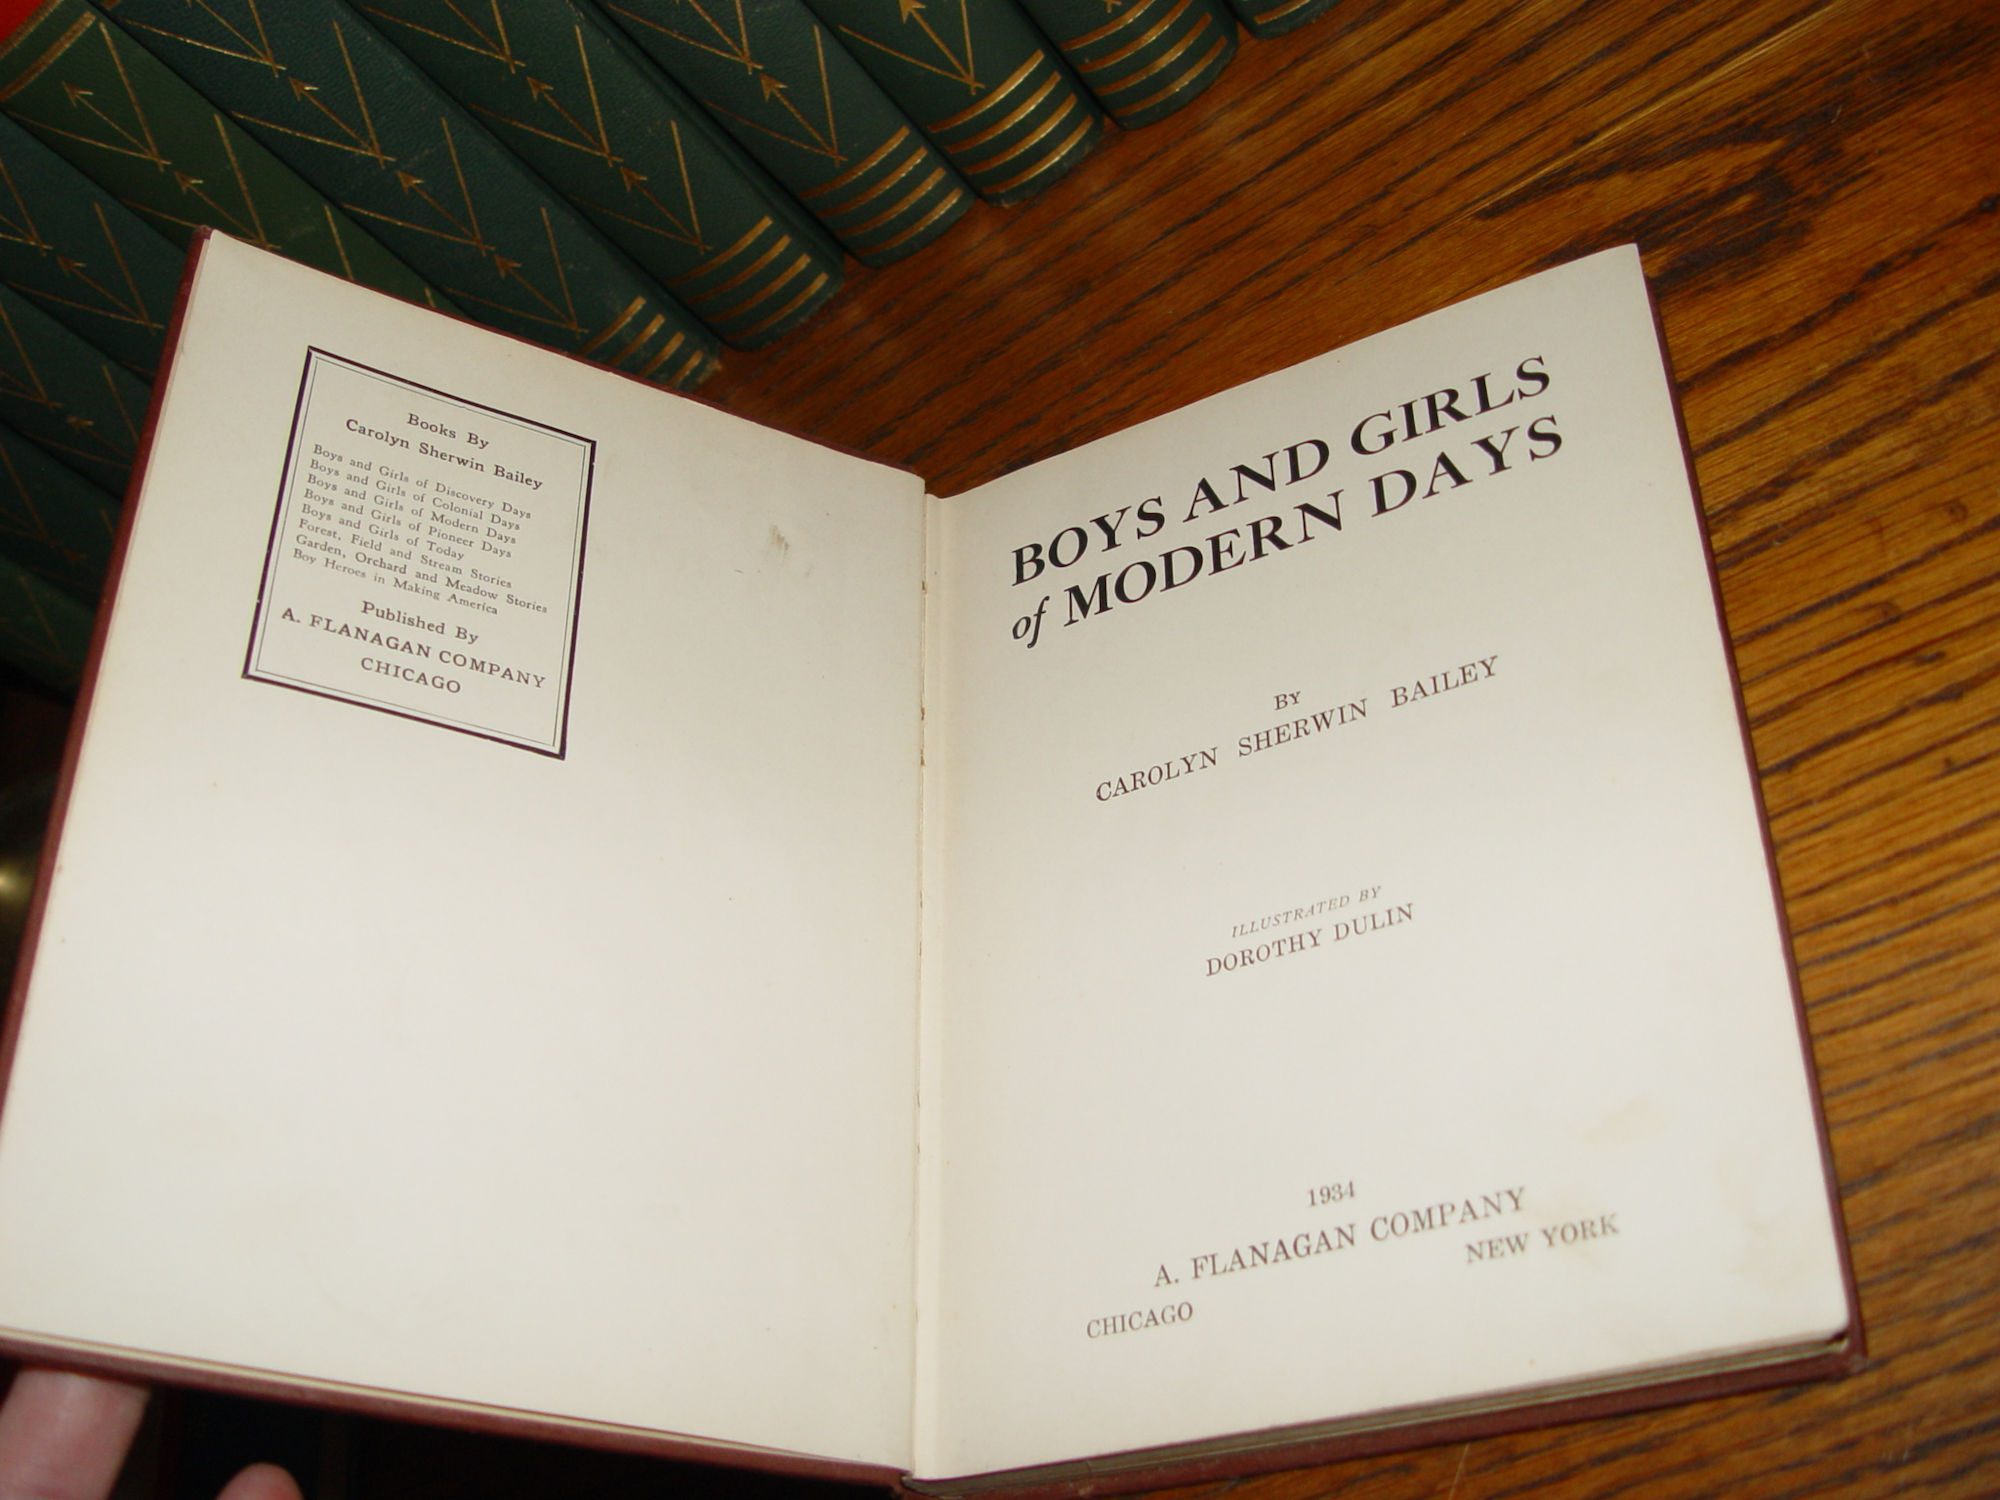 Books By
Carolyn Sherwin Bailey
Boys and Girls of Discovery Days
Boys and Girls of Colonial Days
Boys and Girls of Modern Days
Boys and Girls of Pioneer Days
Boys and Girls of Today
Forest, Field and Stream Stories
Garden, Orchard and Meadow Stories
Boy Heroes in Making America
Published By
A. FLANAGAN COMPANY
CHICAGO
BOYS AND GIRLS
of MODERN DAYS
BY
CAROLYN SHERWIN BAILEY
ILLUSTRATED BY
DOROTHY DULIN
1934
A. FLANAGAN COMPANY
CHICAGO NEW YORK